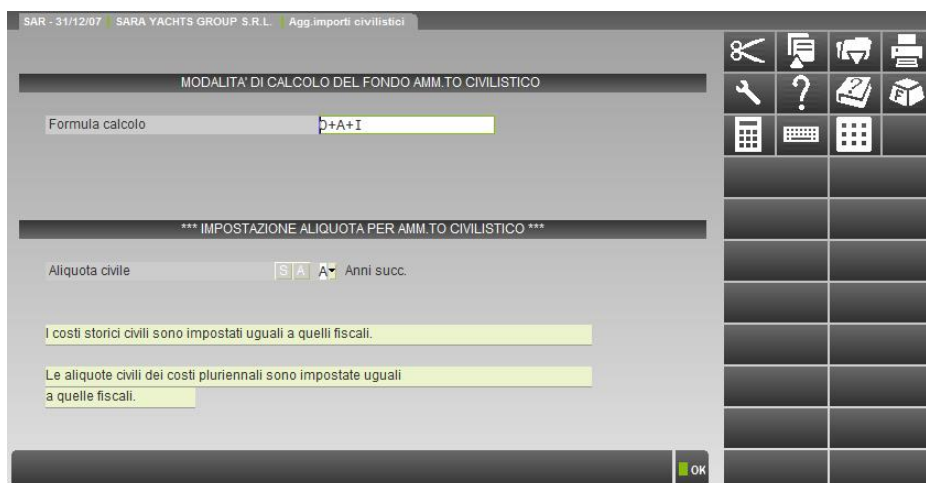 SAR - 31/12/07 SARA YACHTS GROUP S.R.L. Agg.importi civilistici
MODALITA' DI CALCOLO DEL FONDO AMM.TO CIVILISTICO
Formula calcolo O+A+I
*** IMPOSTAZIONE ALIQUOTA PER AMM.TO CIVILISTICO ***
Aliquota civile S A A Anni succ.
I costi storici civili sono impostati uguali a quelli fiscali.
Le aliquote civili dei costi pluriennali sono impostate uguali
a quelle fiscali.
OK